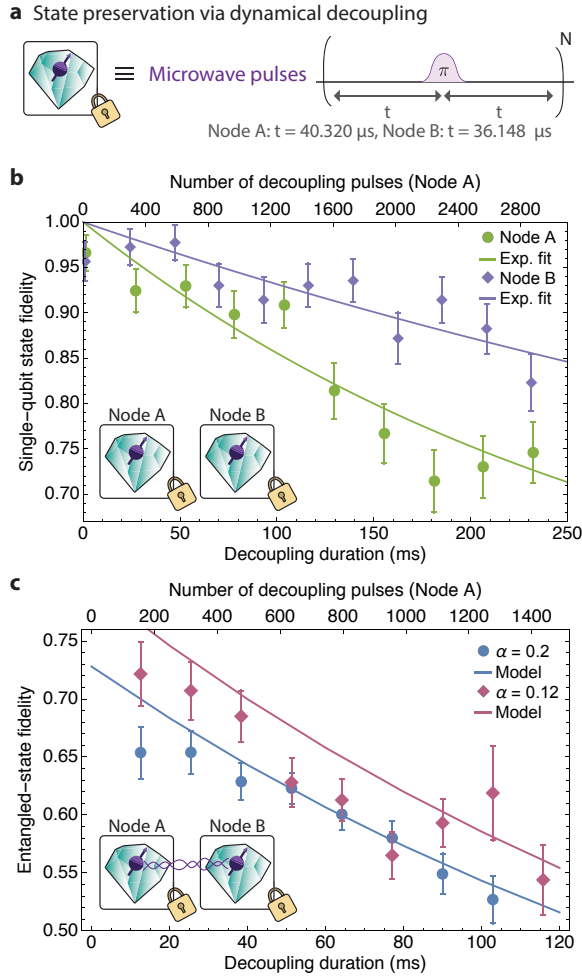 a State preservation via dynamical decoupling
≡ Microwave pulses
π
N
t t
Node A: t = 40.320 µs, Node B: t = 36.148 µs
b
Number of decoupling pulses (Node A)
0 300 600 900 1300 1600 2000 2300 2800
1.00
0.95
0.90
0.85
0.80
0.75
0.70
Single−qubit state fidelity
Node A
Exp. fit
Node B
Exp. fit
Node A Node B
0 50 100 150 200 250
Decoupling duration (ms)
c
Number of decoupling pulses (Node A)
0 200 400 600 800 1000 1200 1400
0.75
0.70
0.65
0.60
0.55
0.50
Entangled−state fidelity
α = 0.2
Model
α = 0.12
Model
Node A Node B
0 20 40 60 80 100 120
Decoupling duration (ms)